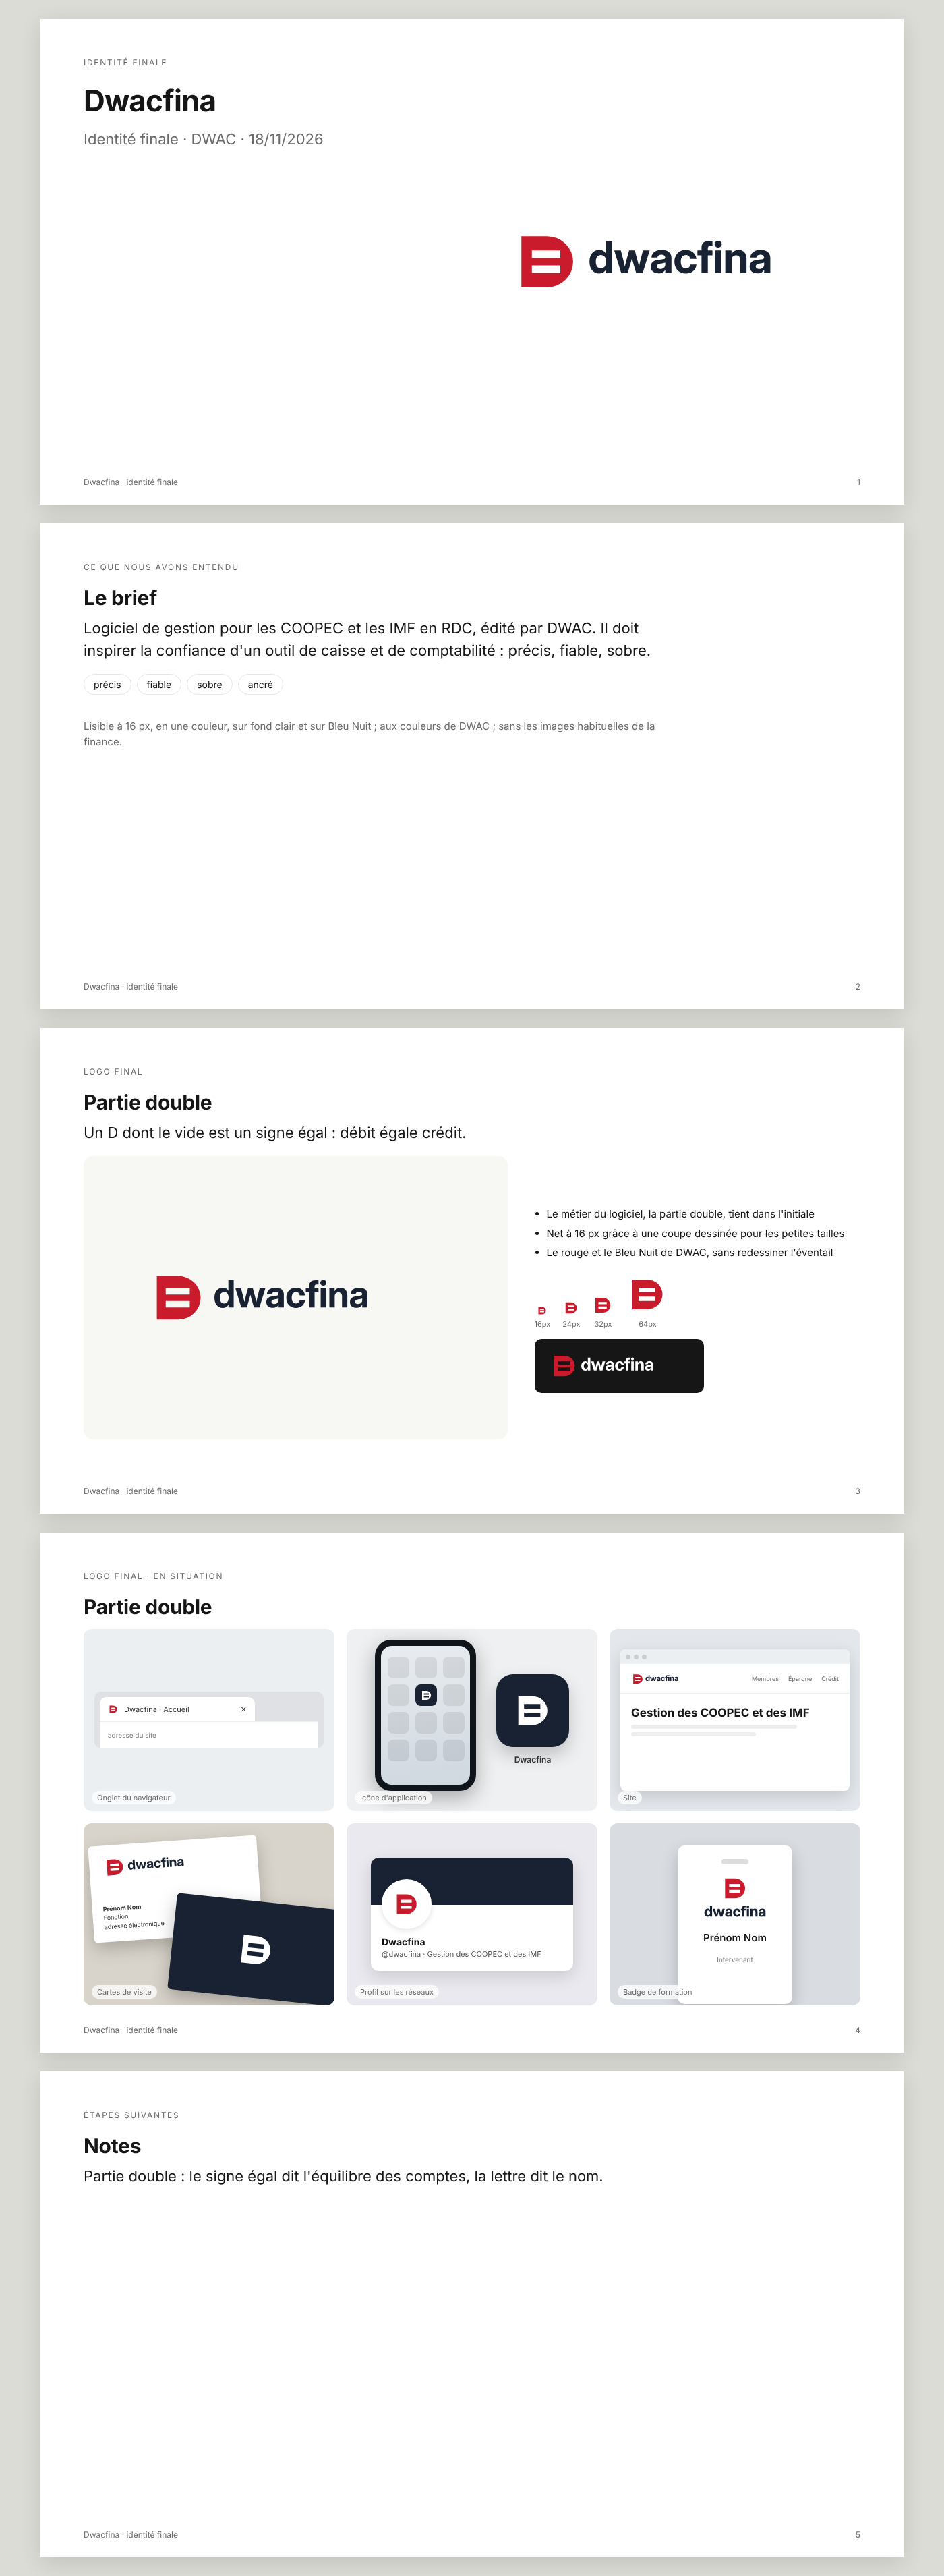 IDENTITÉ FINALE
Dwacfina
Identité finale · DWAC · 18/11/2026
dwacfina
Dwacfina · identité finale
1
CE QUE NOUS AVONS ENTENDU
Le brief
Logiciel de gestion pour les COOPEC et les IMF en RDC, édité par DWAC. Il doit
inspirer la confiance d'un outil de caisse et de comptabilité : précis, fiable, sobre.
précis
fiable
sobre
ancré
Lisible à 16 px, en une couleur, sur fond clair et sur Bleu Nuit ; aux couleurs de DWAC ; sans les images habituelles de la
finance.
Dwacfina · identité finale
2
LOGO FINAL
Partie double
Un D dont le vide est un signe égal : débit égale crédit.
dwacfina
• Le métier du logiciel, la partie double, tient dans l'initiale
• Net à 16 px grâce à une coupe dessinée pour les petites tailles
• Le rouge et le Bleu Nuit de DWAC, sans redessiner l'éventail
16px
24px
32px
64px
dwacfina
Dwacfina · identité finale
3
LOGO FINAL · EN SITUATION
Partie double
Dwacfina · Accueil
×
adresse du site
Onglet du navigateur
Dwacfina
Icône d'application
dwacfina
Membres
Épargne
Crédit
Gestion des COOPEC et des IMF
Site
dwacfina
Prénom Nom
Fonction
adresse électronique
Cartes de visite
Dwacfina
@dwacfina · Gestion des COOPEC et des IMF
Profil sur les réseaux
dwacfina
Prénom Nom
Intervenant
Badge de formation
Dwacfina · identité finale
4
ÉTAPES SUIVANTES
Notes
Partie double : le signe égal dit l'équilibre des comptes, la lettre dit le nom.
Dwacfina · identité finale
5